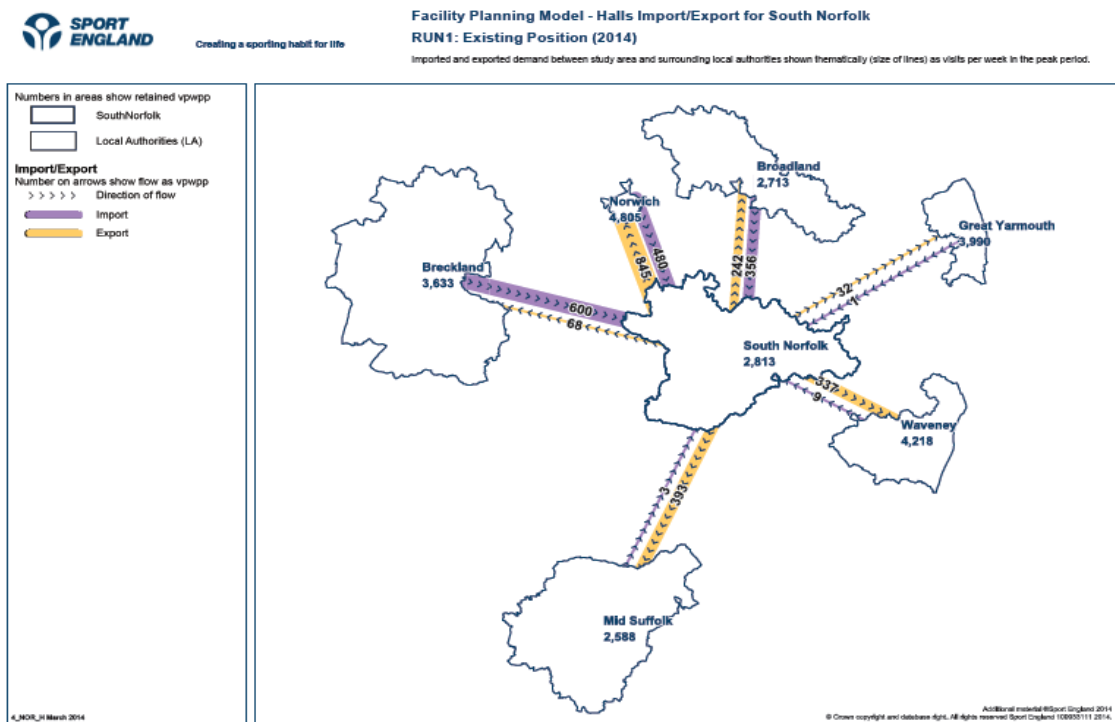 SPORT
ENGLAND
Creating a sporting habit for life
Facility Planning Model - Halls Import/Export for South Norfolk
RUN1: Existing Position (2014)
Imported and exported demand between study area and surrounding local authorities shown thematically (size of lines) as visits per week in the peak period.
Numbers in areas show retained vpwpp
SouthNorfolk
Local Authorities (LA)
Import/Export
Number on arrows show flow as vpwpp
Direction of flow
Import
Export
Broadland
2,713
Norwich
4,805
Great Yarmouth
3,990
Breckland
3,633
480
845
242
356
32
1
600
68
South Norfolk
2,813
337
9
Waveney
4,218
3
393
Mid Suffolk
2,588
4_NOR_H March 2014
Additional material ©Sport England 2014
© Crown copyright and database right. All rights reserved Sport England 100033111 2014.